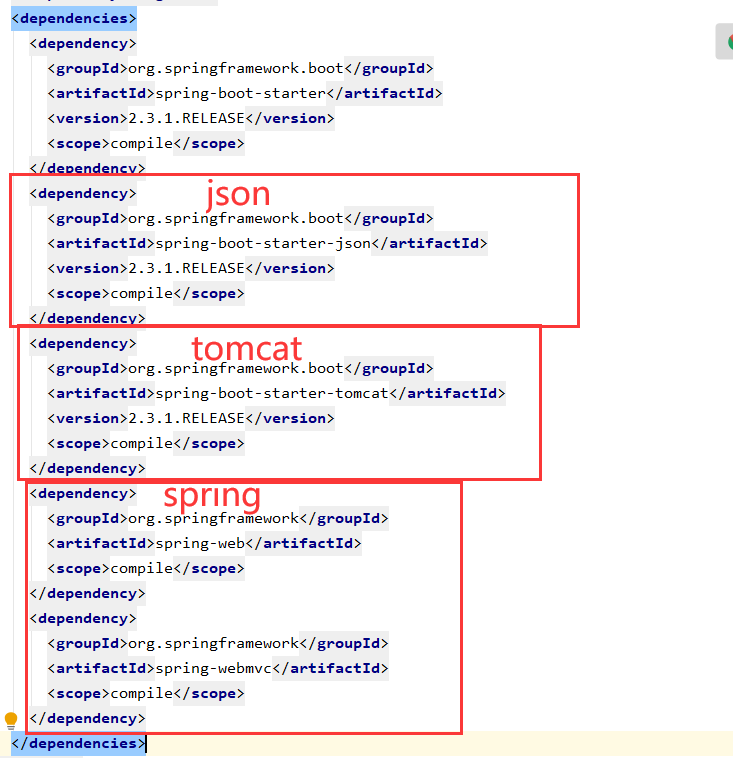 <dependencies>
<dependency>
<groupId>org.springframework.boot</groupId>
<artifactId>spring-boot-starter</artifactId>
<version>2.3.1.RELEASE</version>
<scope>compile</scope>
</dependency>
<dependency>
json
<groupId>org.springframework.boot</groupId>
<artifactId>spring-boot-starter-json</artifactId>
<version>2.3.1.RELEASE</version>
<scope>compile</scope>
</dependency>
<dependency>
tomcat
<groupId>org.springframework.boot</groupId>
<artifactId>spring-boot-starter-tomcat</artifactId>
<version>2.3.1.RELEASE</version>
<scope>compile</scope>
</dependency>
<dependency>
spring
<groupId>org.springframework</groupId>
<artifactId>spring-web</artifactId>
<scope>compile</scope>
</dependency>
<dependency>
<groupId>org.springframework</groupId>
<artifactId>spring-webmvc</artifactId>
<scope>compile</scope>
</dependency>
</dependencies>